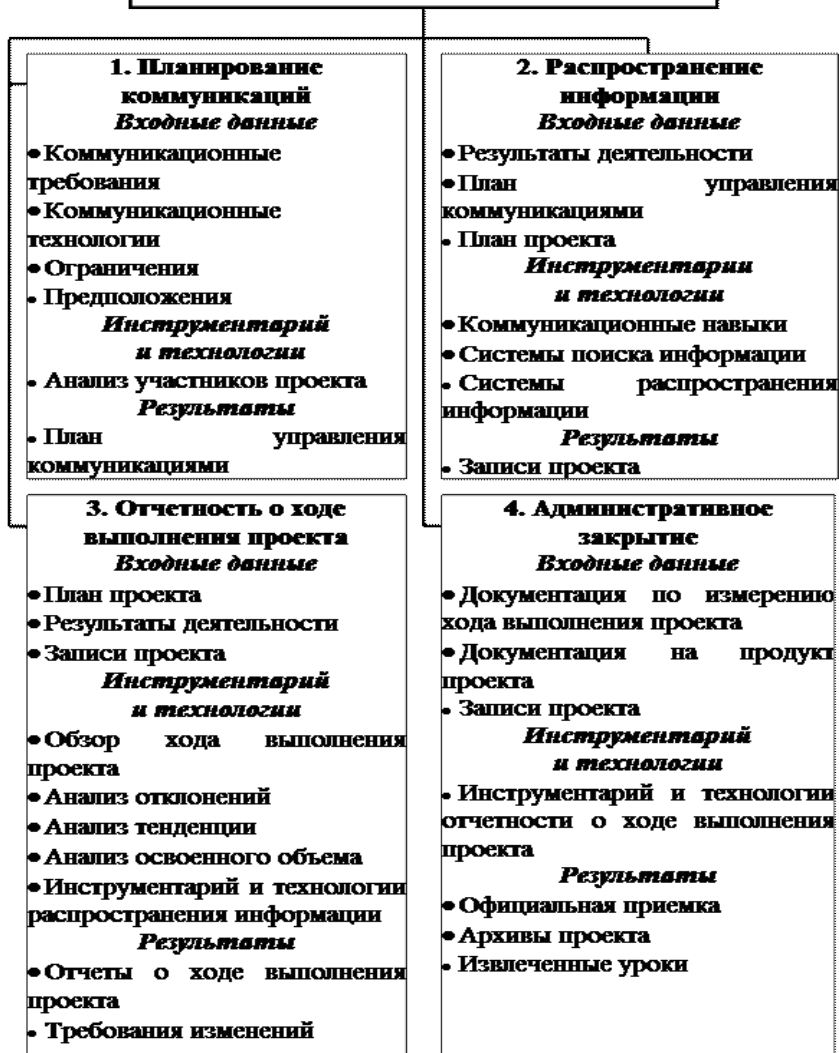 1. Планирование
коммуникаций
Входные данные
•Коммуникационные
требования
•Коммуникационные
технологии
•Ограничения
• Предположения
Инструментарий
и технологии
• Анализ участников проекта
Результаты
• План управления
коммуникациями
2. Распространение
информации
Входные данные
•Результаты деятельности
•План управления
коммуникациями
• План проекта
Инструментарии
и технологии
•Коммуникационные навыки
•Системы поиска информации
• Системы распространения
информации
Результаты
• Записи проекта
3. Отчетность о ходе
выполнения проекта
Входные данные
•План проекта
•Результаты деятельности
•Записи проекта
Инструментарий
и технологии
•Обзор хода выполнения
проекта
•Анализ отклонений
•Анализ тенденции
•Анализ освоенного объема
•Инструментарий и технологии
распространения информации
Результаты
•Отчеты о ходе выполнения
проекта
• Требования изменений
4. Административное
закрытие
Входные данные
•Документация по измерению
хода выполнения проекта
•Документация на продукт
проекта
• Записи проекта
Инструментарий
и технологии
• Инструментарий и технологии
отчетности о ходе выполнения
проекта
Результаты
•Официальная приемка
•Архивы проекта
• Извлеченные уроки